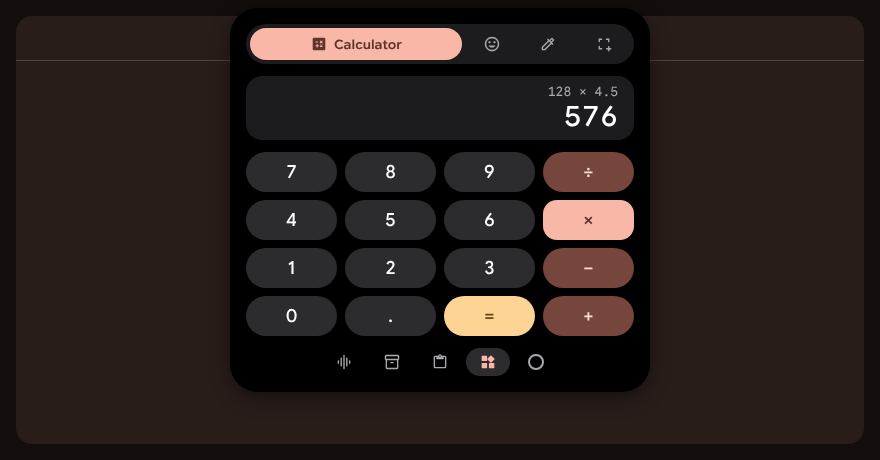 Calculator
128 × 4.5
576
7 8 9 ÷
4 5 6 ×
1 2 3 −
0 . = +